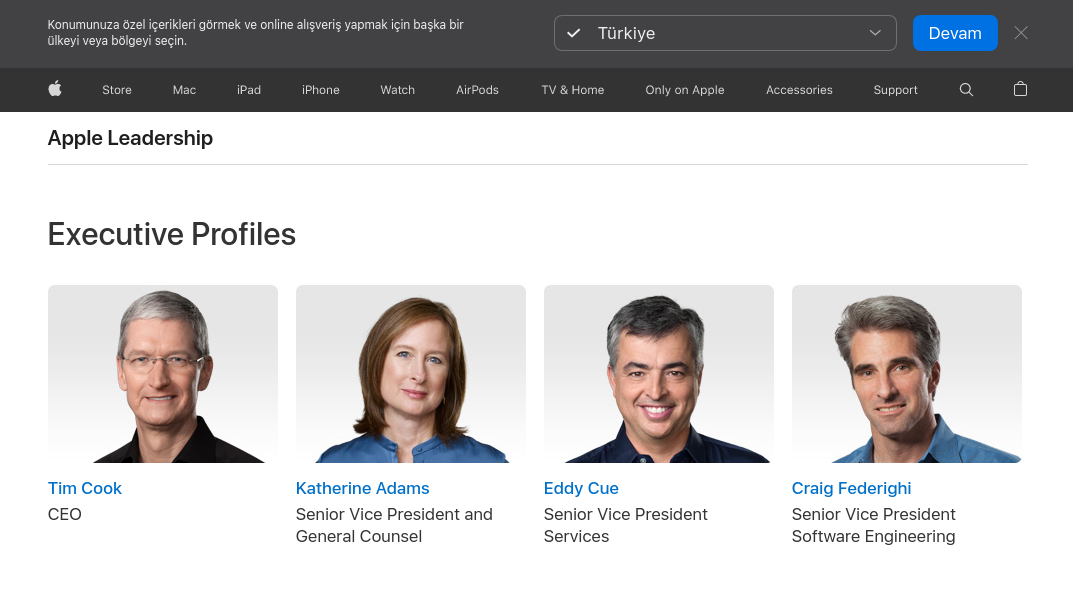 Konumunuza özel içerikleri görmek ve online alışveriş yapmak için başka bir
ülkeyi veya bölgeyi seçin.
Türkiye
Devam
Store
Mac
iPad
iPhone
Watch
AirPods
TV & Home
Only on Apple
Accessories
Support
Apple Leadership
Executive Profiles
Tim Cook
CEO
Katherine Adams
Senior Vice President and
General Counsel
Eddy Cue
Senior Vice President
Services
Craig Federighi
Senior Vice President
Software Engineering